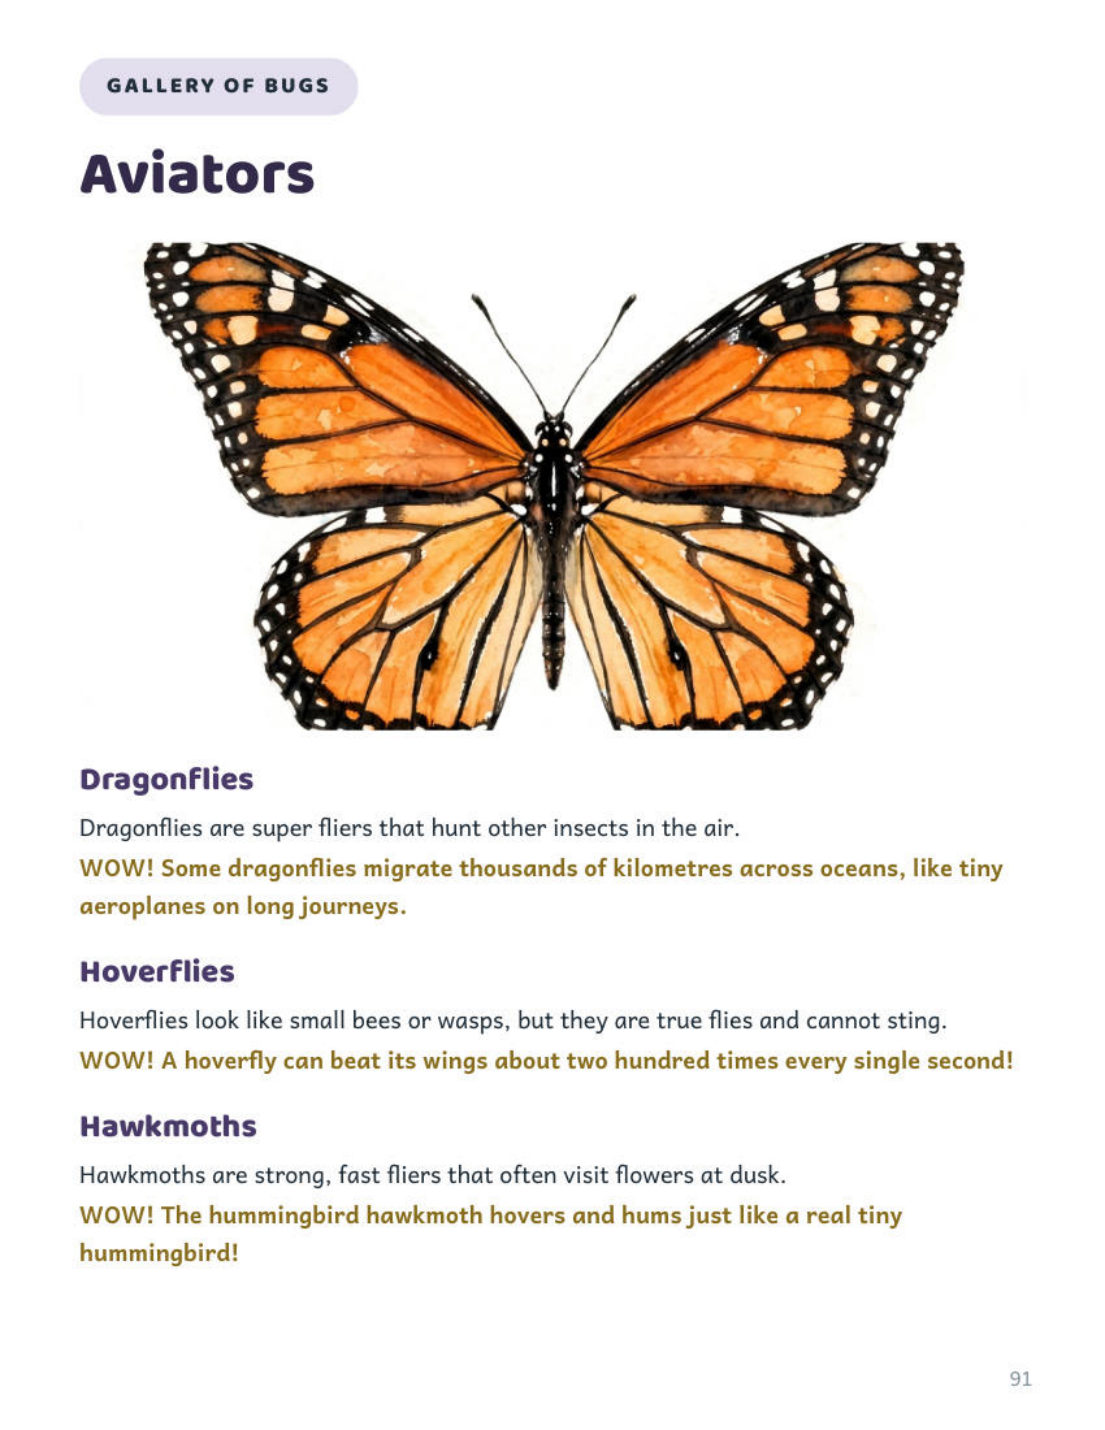 GALLERY OF BUGS
Aviators
Dragonflies
Dragonflies are super fliers that hunt other insects in the air.
WOW! Some dragonflies migrate thousands of kilometres across oceans, like tiny
aeroplanes on long journeys.
Hoverflies
Hoverflies look like small bees or wasps, but they are true flies and cannot sting.
WOW! A hoverfly can beat its wings about two hundred times every single second!
Hawkmoths
Hawkmoths are strong, fast fliers that often visit flowers at dusk.
WOW! The hummingbird hawkmoth hovers and hums just like a real tiny
hummingbird!
91